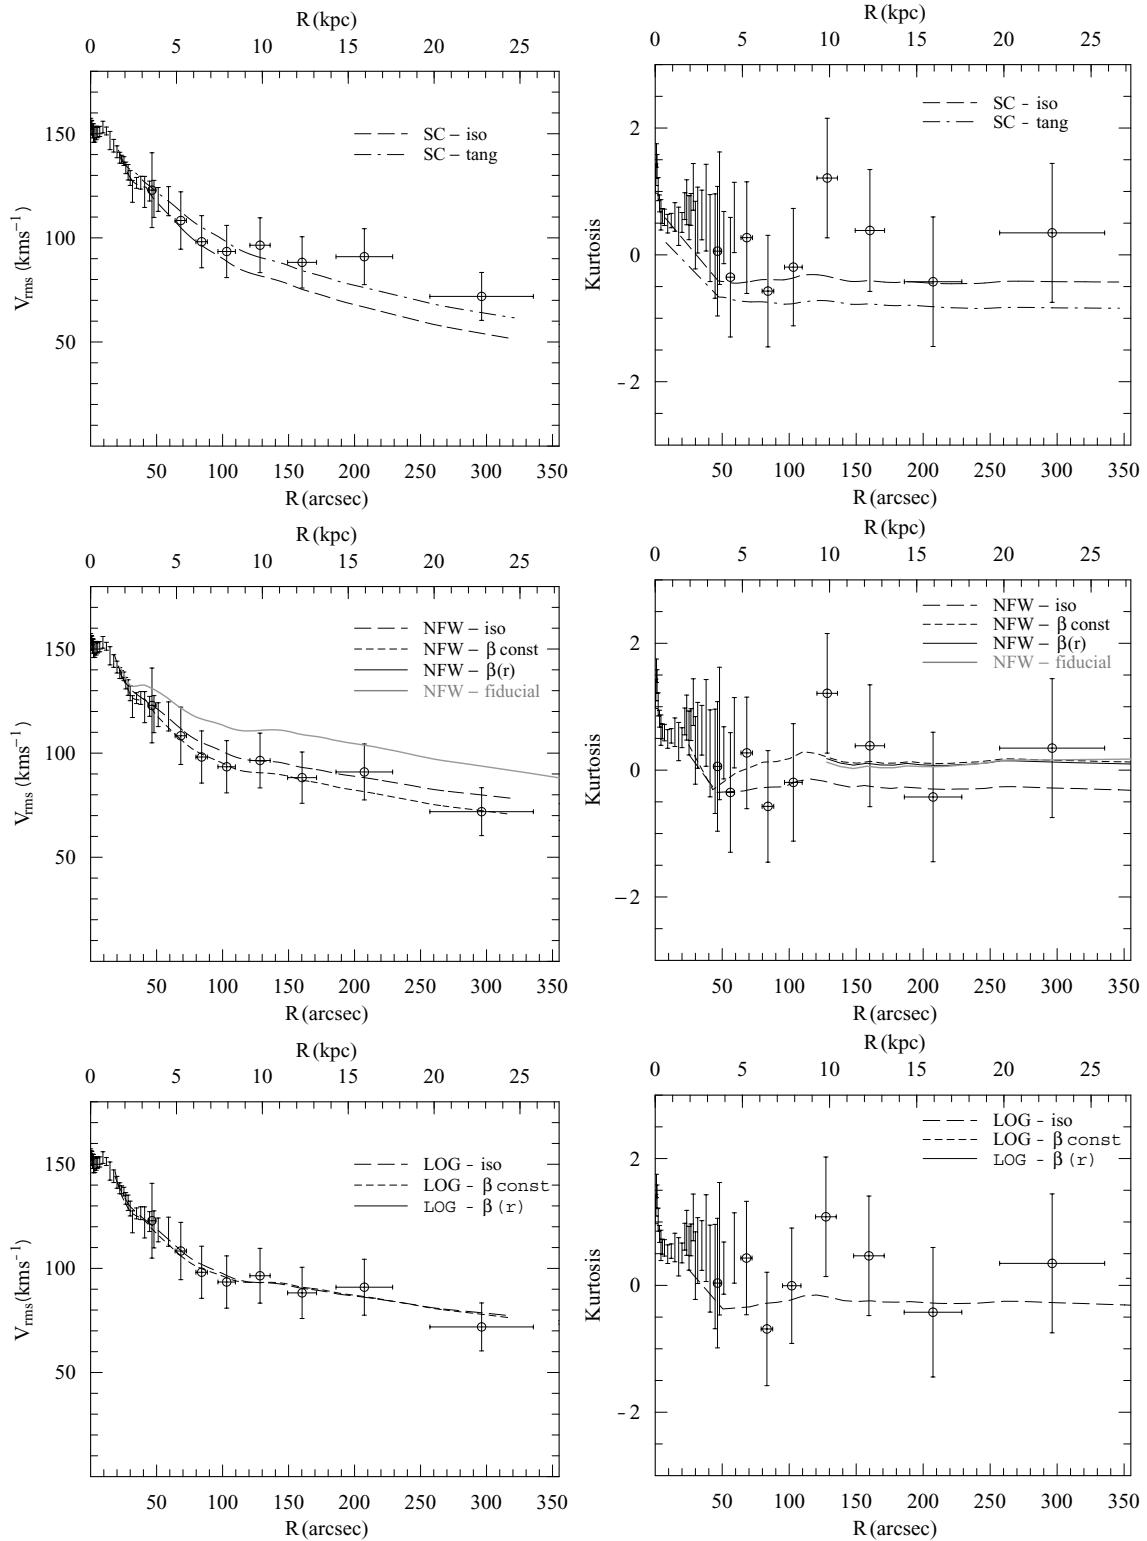 R (kpc)
0 5 10 15 20 25
150
100
50
V_rms (kms⁻¹)
SC – iso
SC – tang
50 100 150 200 250 300 350
R (arcsec)
R (kpc)
0 5 10 15 20 25
2
0
-2
Kurtosis
SC - iso
SC - tang
50 100 150 200 250 300 350
R (arcsec)
R (kpc)
0 5 10 15 20 25
150
100
50
V_rms (kms⁻¹)
NFW – iso
NFW – β const
NFW – β(r)
NFW – fiducial
50 100 150 200 250 300 350
R (arcsec)
R (kpc)
0 5 10 15 20 25
2
0
−2
Kurtosis
NFW – iso
NFW – β const
NFW – β(r)
NFW – fiducial
50 100 150 200 250 300 350
R (arcsec)
R (kpc)
0 5 10 15 20 25
150
100
50
V_rms (kms⁻¹)
LOG - iso
LOG - β const
LOG - β (r)
50 100 150 200 250 300 350
R (arcsec)
R (kpc)
0 5 10 15 20 25
2
0
-2
Kurtosis
LOG - iso
LOG - β const
LOG - β (r)
50 100 150 200 250 300 350
R (arcsec)